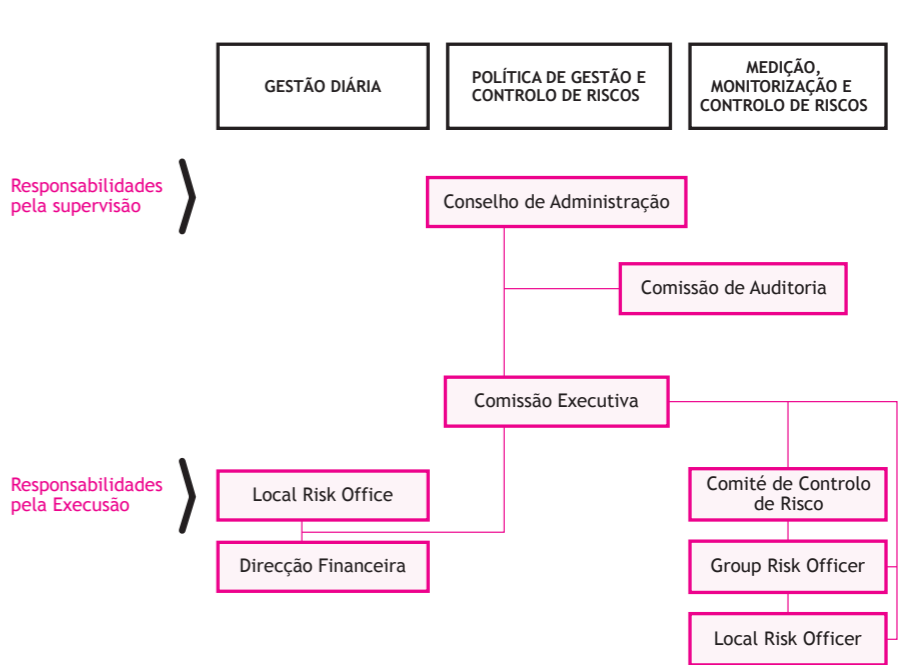 GESTÃO DIÁRIA
POLÍTICA DE GESTÃO E
CONTROLO DE RISCOS
MEDIÇÃO,
MONITORIZAÇÃO E
CONTROLO DE RISCOS
Responsabilidades
pela supervisão
Conselho de Administração
Comissão de Auditoria
Comissão Executiva
Responsabilidades
pela Execusão
Local Risk Office
Direcção Financeira
Comité de Controlo
de Risco
Group Risk Officer
Local Risk Officer